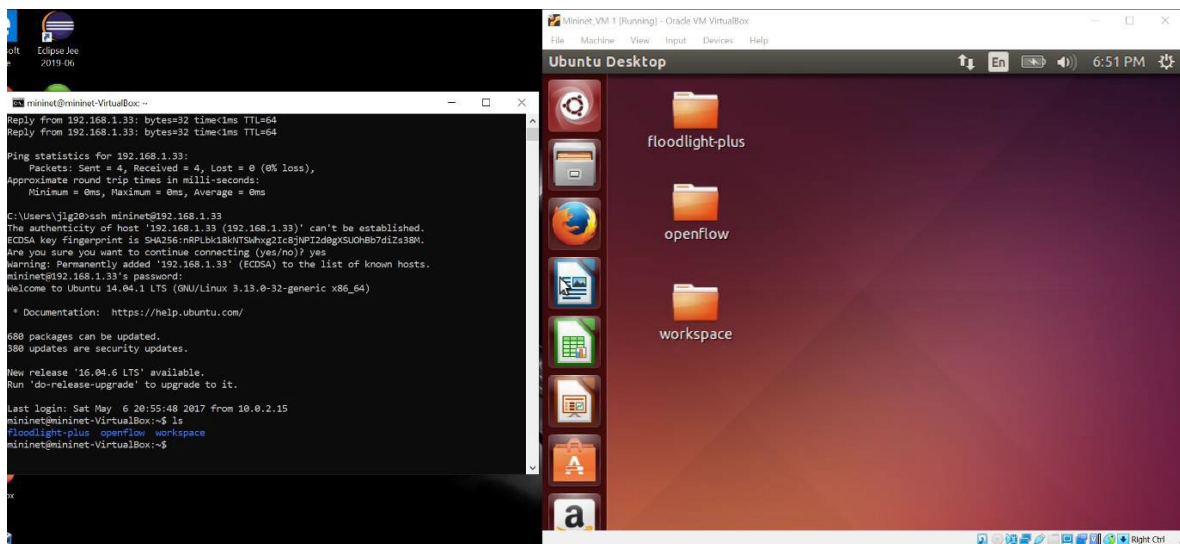 oft
Eclipse Jee
2019-06
mininet@mininet-VirtualBox: ~
Reply from 192.168.1.33: bytes=32 time<1ms TTL=64
Reply from 192.168.1.33: bytes=32 time<1ms TTL=64
Ping statistics for 192.168.1.33:
Packets: Sent = 4, Received = 4, Lost = 0 (0% loss),
Approximate round trip times in milli-seconds:
Minimum = 0ms, Maximum = 0ms, Average = 0ms
C:\Users\jlg20>ssh mininet@192.168.1.33
The authenticity of host '192.168.1.33 (192.168.1.33)' can't be established.
ECDSA key fingerprint is
Are you sure you want to continue connecting (yes/no)? yes
Warning: Permanently added '192.168.1.33' (ECDSA) to the list of known hosts.
mininet@192.168.1.33's password:
Welcome to Ubuntu 14.04.1 LTS (GNU/Linux 3.13.0-32-generic x86_64)
* Documentation: https://help.ubuntu.com/
680 packages can be updated.
380 updates are security updates.
New release '16.04.6 LTS' available.
Run 'do-release-upgrade' to upgrade to it.
Last login: Sat May 6 20:55:48 2017 from 10.0.2.15
mininet@mininet-VirtualBox:~$ ls
floodlight-plus openflow workspace
mininet@mininet-VirtualBox:~$
ox
Mininet_VM 1 [Running] - Oracle VM VirtualBox
File Machine View Input Devices Help
Ubuntu Desktop En 6:51 PM
floodlight-plus
openflow
workspace
Right Ctrl